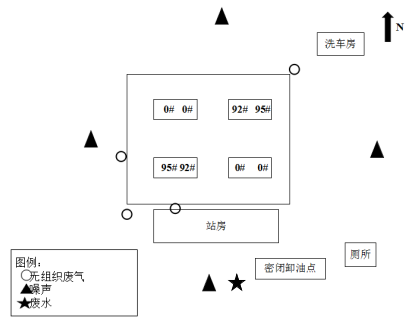 N
洗车房
0# 0#
92# 95#
95# 92#
0# 0#
站房
厕所
密闭卸油点
图例：
无组织废气
噪声
废水